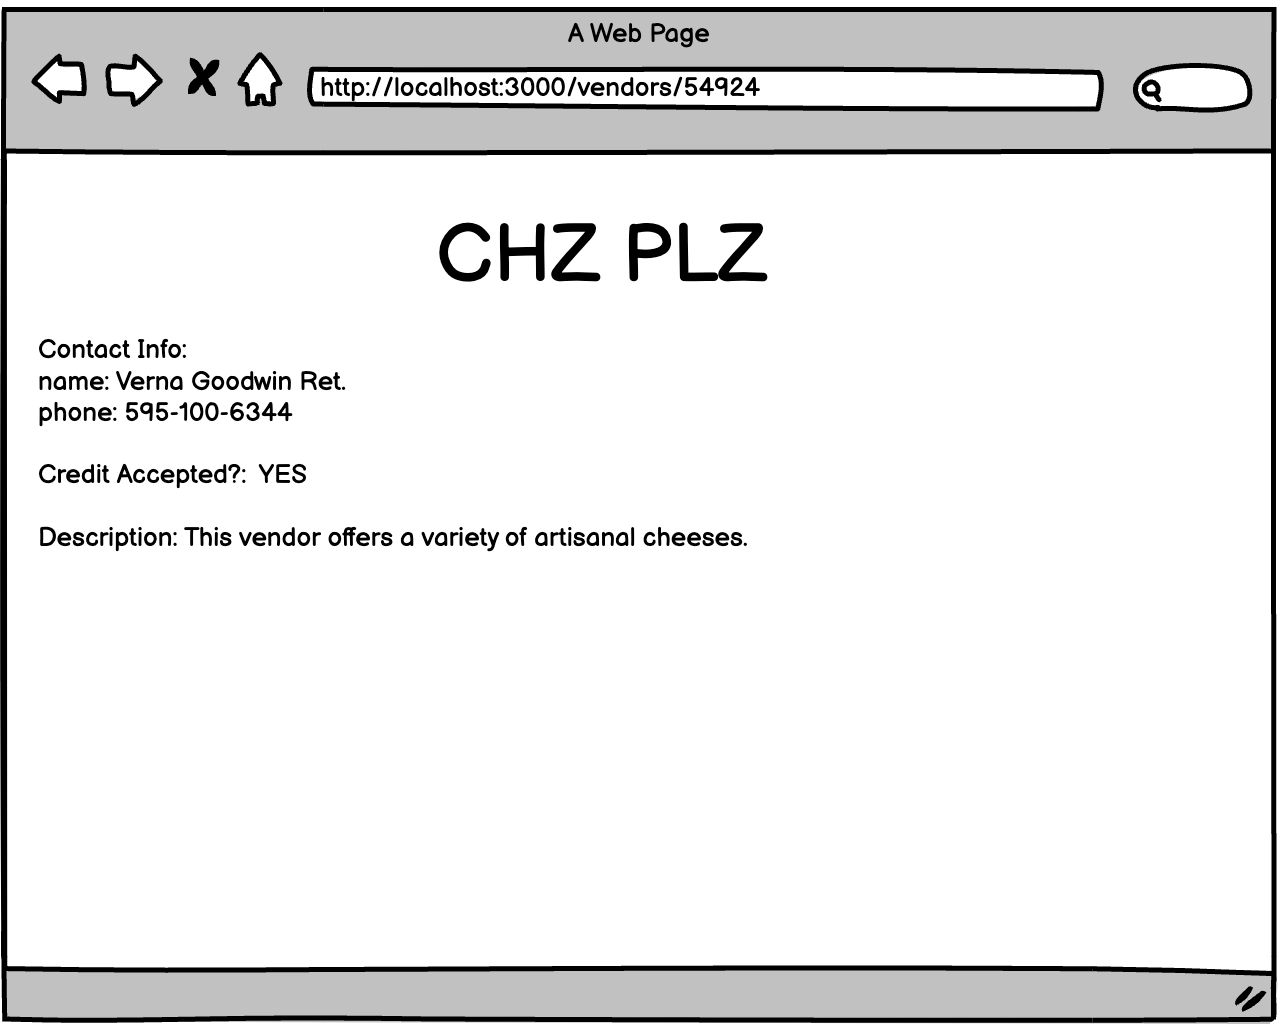 A Web Page
http://localhost:3000/vendors/54924
CHZ PLZ
Contact Info:
name: Verna Goodwin Ret.
phone: 595-100-6344
Credit Accepted?: YES
Description: This vendor offers a variety of artisanal cheeses.